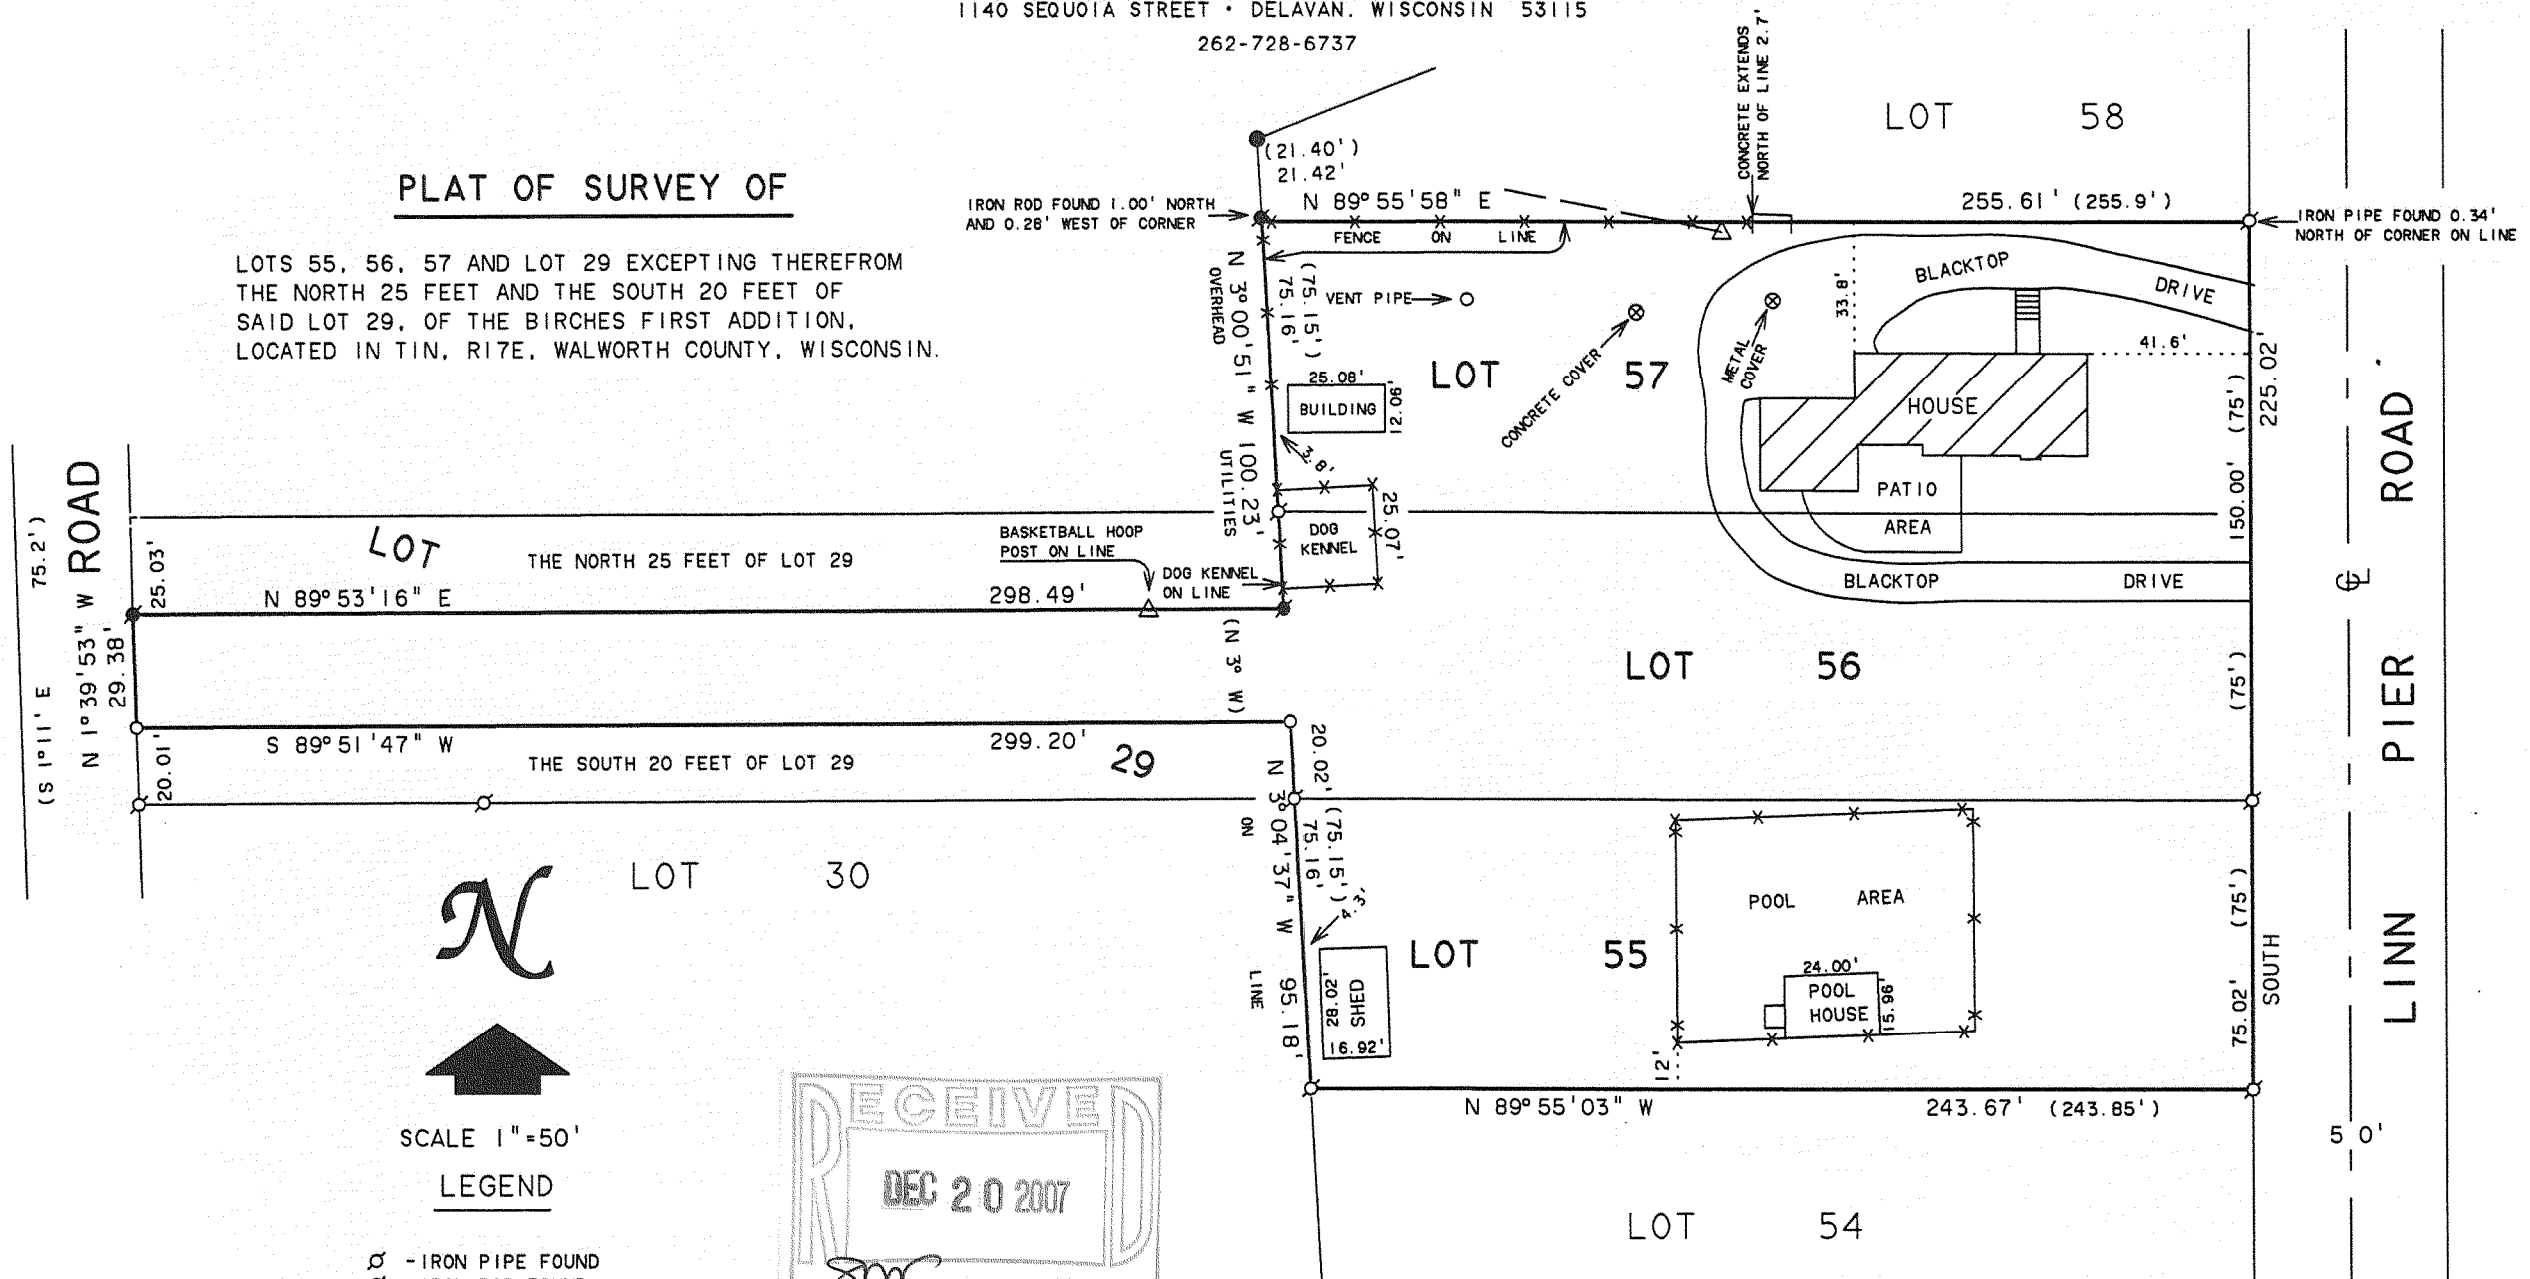 1140 SEQUOIA STREET • DELAVAN, WISCONSIN 53115
262-728-6737
PLAT OF SURVEY OF
LOTS 55, 56, 57 AND LOT 29 EXCEPTING THEREFROM
THE NORTH 25 FEET AND THE SOUTH 20 FEET OF
SAID LOT 29, OF THE BIRCHES FIRST ADDITION,
LOCATED IN T1N, R17E, WALWORTH COUNTY, WISCONSIN.
CONCRETE EXTENDS
NORTH OF LINE 2.7'
LOT 58
(21.40')
21.42'
IRON ROD FOUND 1.00' NORTH
AND 0.28' WEST OF CORNER
N 89°55'58" E
255.61' (255.9')
IRON PIPE FOUND 0.34'
NORTH OF CORNER ON LINE
FENCE ON LINE
N 3°00'51" W 100.23'
(75.15')
75.16'
OVERHEAD
UTILITIES
VENT PIPE
CONCRETE COVER
METAL
COVER
33.8'
BLACKTOP DRIVE
41.6'
LOT 57
25.08'
BUILDING
12.09'
3.8'
HOUSE
PATIO
AREA
(75')
225.02'
150.00'
DOG
KENNEL
25.07'
BASKETBALL HOOP
POST ON LINE
DOG KENNEL
ON LINE
BLACKTOP DRIVE
75.2')
ROAD
25.03'
LOT
THE NORTH 25 FEET OF LOT 29
N 89°53'16" E
298.49'
N 1°39'53" W
29.38'
(S 1°11' E
(N 3° W)
LOT 56
(75')
S 89°51'47" W
299.20'
THE SOUTH 20 FEET OF LOT 29
29
20.01'
20.02'
N 3°04'37" W 95.18'
(75.15')
75.16'
ON
LINE
LOT 30
N
SCALE 1"=50'
LEGEND
-IRON PIPE FOUND
RECEIVED
DEC 20 2007
SHED
28.02'
16.92'
LOT 55
POOL AREA
24.00'
POOL
HOUSE
15.96'
12'
(75')
75.02'
SOUTH
N 89°55'03" W
243.67' (243.85')
LINN PIER ROAD
50'
LOT 54